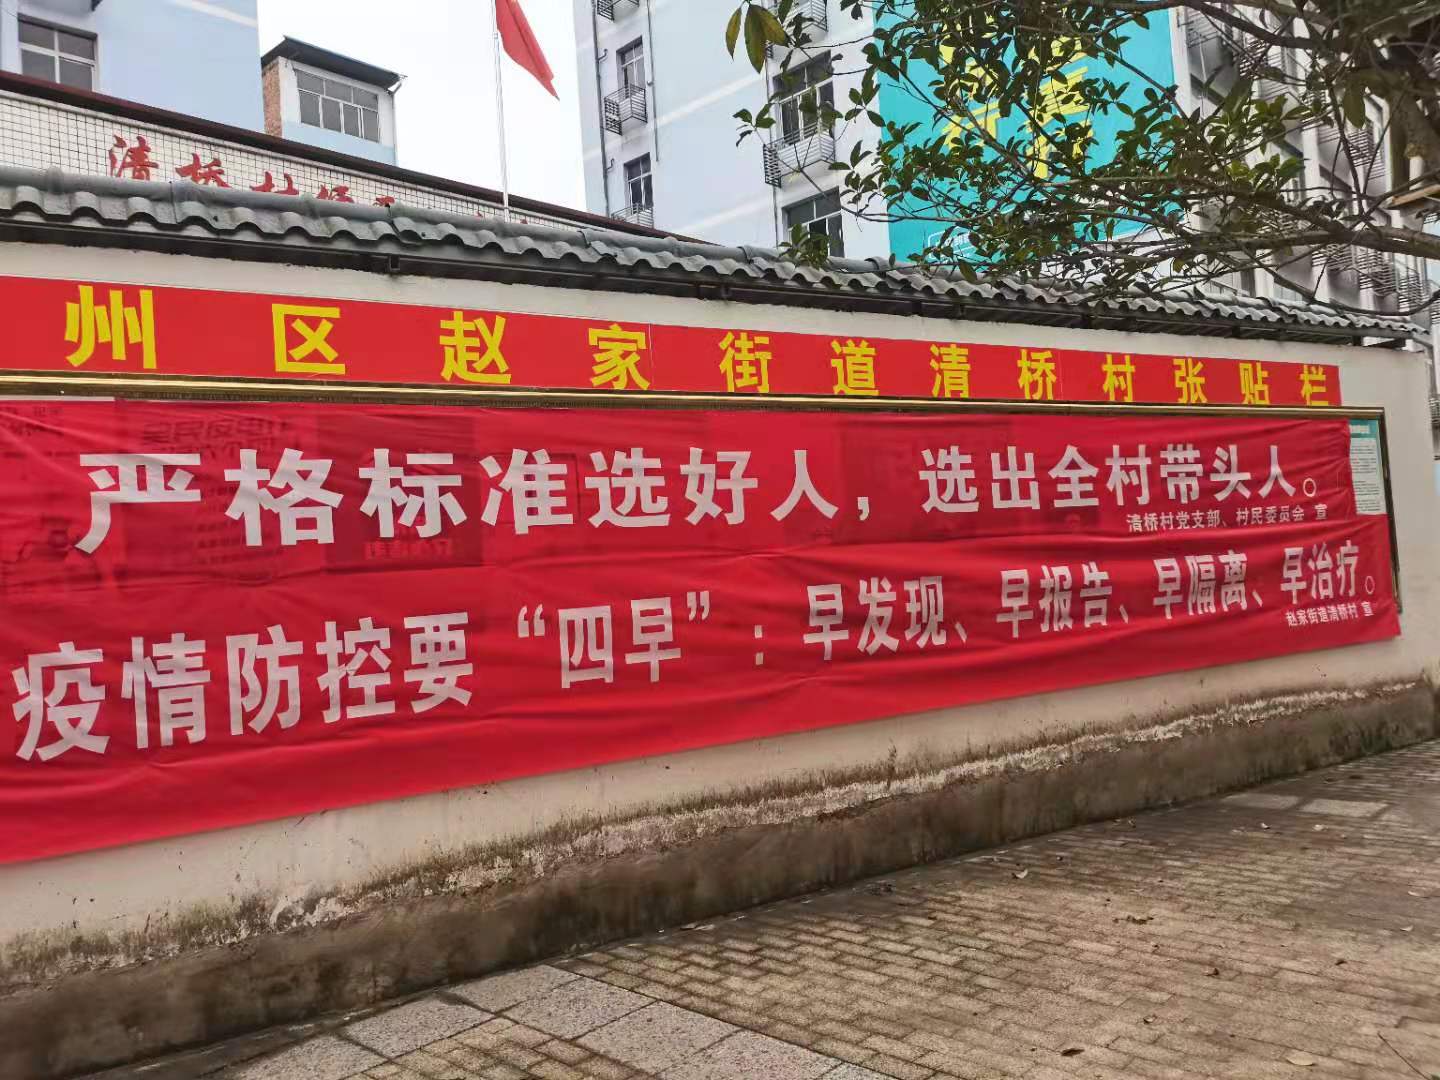 清桥村
州区赵家街道清桥村张贴栏
严格标准选好人，选出全村带头人。
清桥村党支部、村民委员会 宣
疫情防控要“四早”：早发现、早报告、早隔离、早治疗。
赵家街道清桥村 宣